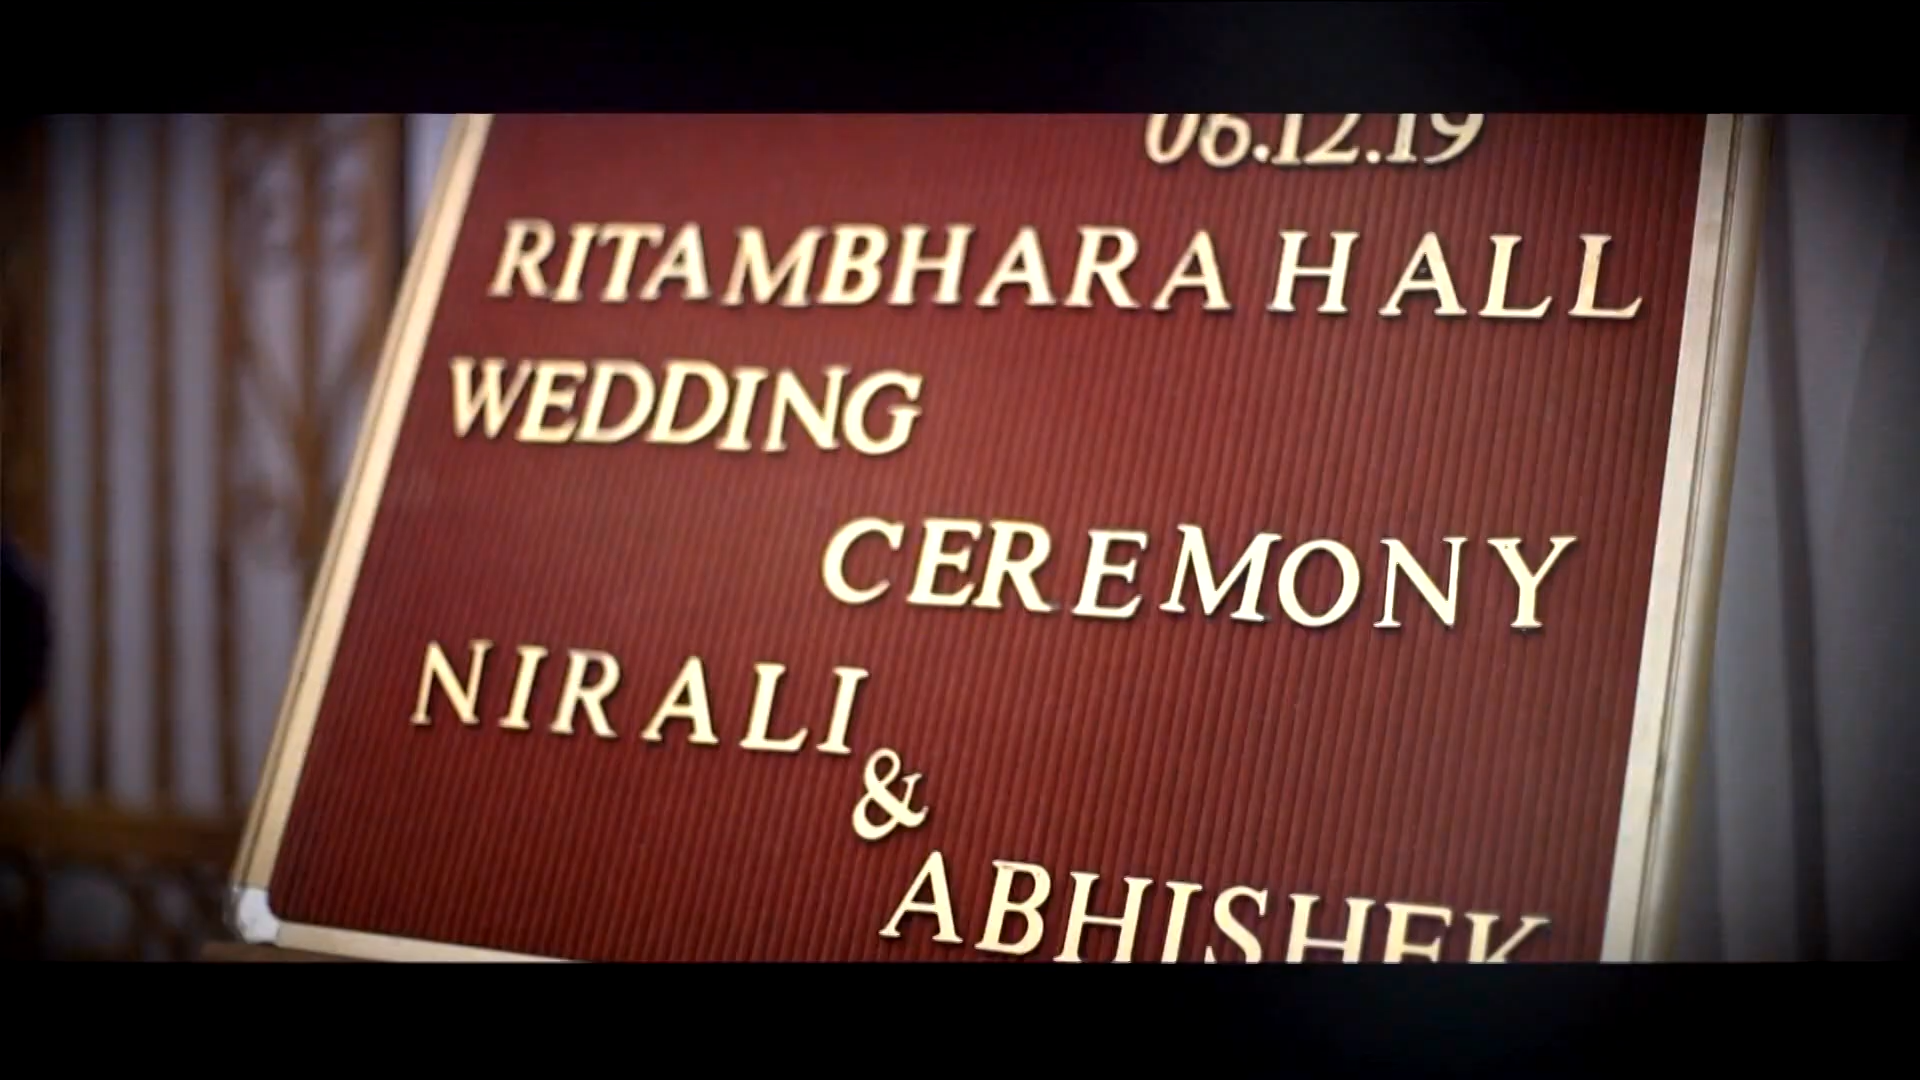 06.12.19
RITAMBHARA HALL
WEDDING
CEREMONY
NIRALI
&
ABHISHEK